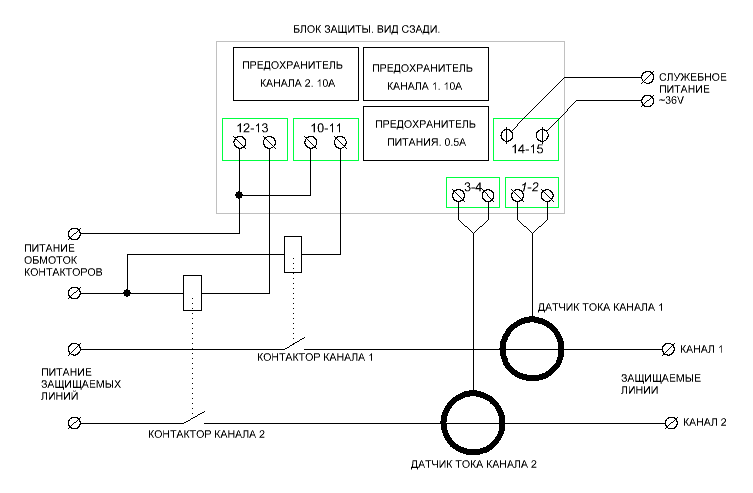 БЛОК ЗАЩИТЫ. ВИД СЗАДИ.
ПРЕДОХРАНИТЕЛЬ
КАНАЛА 2. 10А
ПРЕДОХРАНИТЕЛЬ
КАНАЛА 1. 10А
СЛУЖЕБНОЕ
ПИТАНИЕ
~36V
12-13
10-11
ПРЕДОХРАНИТЕЛЬ
ПИТАНИЯ. 0.5А
14-15
3-4
1-2
ПИТАНИЕ
ОБМОТОК
КОНТАКТОРОВ
ДАТЧИК ТОКА КАНАЛА 1
КОНТАКТОР КАНАЛА 1
КАНАЛ 1
ПИТАНИЕ
ЗАЩИЩАЕМЫХ
ЛИНИЙ
ЗАЩИЩАЕМЫЕ
ЛИНИИ
КОНТАКТОР КАНАЛА 2
КАНАЛ 2
ДАТЧИК ТОКА КАНАЛА 2